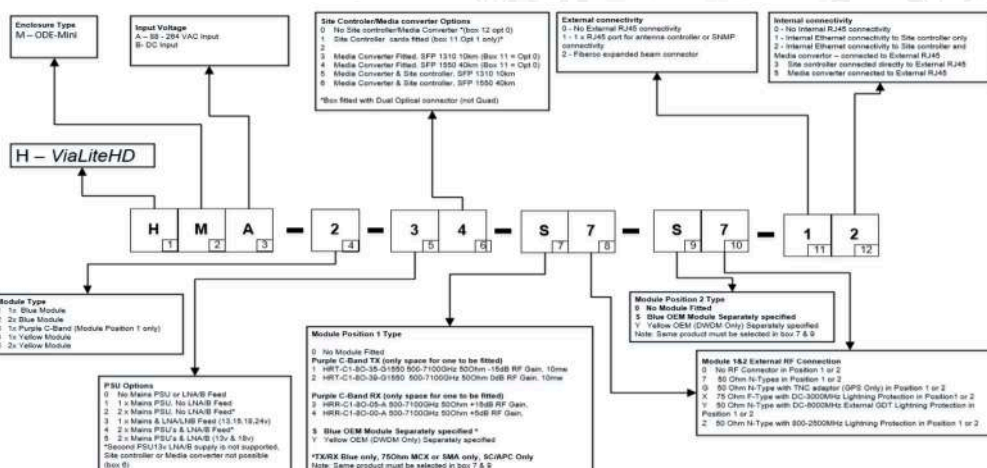 Enclosure Type
M – ODE-Mini
Input Voltage
A – 88 - 264 VAC Input
B- DC Input
Site Controler/Media converter Options
0 No Site controller/Media Converter *(box 12 opt 0)
1 Site Controller cards fitted (box 11 Opt 1 only)*
2
3 Media Converter Fitted, SFP 1310 10km (Box 11 = Opt 0)
4 Media Converter Fitted, SFP 1550 40km (Box 11 = Opt 0)
5 Media Converter & Site controller, SFP 1310 10km
6 Media Converter & Site controller, SFP 1550 40km
*Box fitted with Dual Optical connector (not Quad)
External connectivity
0 - No External RJ45 connectivity
1 - 1 x RJ45 port for antenna controller or SNMP
connectivity
2 - Fiberco expanded beam connector
Internal connectivity
0 - No Internal RJ45 connectivity
1 - Internal Ethernet connectivity to Site controller only
2 - Internal Ethernet connectivity to Site controller and
Media convertor – connected to External RJ45
3 Site controller connected directly to External RJ45
5 Media converter connected to External RJ45
H – ViaLiteHD
H M A – 2 – 3 4 – S 7 – S 7 – 1 2
1 2 3 4 5 6 7 8 9 10 11 12
Module Type
1x Blue Module
2x Blue Module
1x Purple C-Band (Module Position 1 only)
1x Yellow Module
2x Yellow Module
PSU Options
0 No Mains PSU or LNA/B Feed
1 1 x Mains PSU, No LNA/B Feed
2 2 x Mains PSU, No LNA/B Feed*
3 1 x Mains & LNA/LNB Feed (13,15,18,24v)
4 2 x Mains PSU's & LNA/B Feed*
5 2 x Mains PSU's & LNA/B (13v & 18v)
*Second PSU13v LNA/B supply is not supported,
Site controller or Media converter not possible
(box 6)
Module Position 1 Type
0 No Module Fitted
Purple C-Band TX (only space for one to be fitted)
1 HRT-C1-8O-35-G1550 500-7100GHz 50Ohm -15dB RF Gain, 10mw
2 HRT-C1-8O-39-G1550 500-7100GHz 50Ohm 0dB RF Gain, 10mw
Purple C-Band RX (only space for one to be fitted)
3 HRR-C1-8O-05-A 500-7100GHz 50Ohm +15dB RF Gain,
4 HRR-C1-8O-00-A 500-7100GHz 50Ohm +5dB RF Gain,
S Blue OEM Module Separately specified *
Y Yellow OEM (DWDM Only) Separately specified
*TX/RX Blue only, 75Ohm MCX or SMA only, SC/APC Only
Note: Same product must be selected in box 7 & 9
Module Position 2 Type
0 No Module Fitted
S Blue OEM Module Separately specified
Y Yellow OEM (DWDM Only) Separately specified
Note: Same product must be selected in box 7 & 9
Module 1&2 External RF Connection
0 No RF Connector in Position 1 or 2
7 50 Ohm N-Types in Position 1 or 2
G 50 Ohm N-Type with TNC adaptor (GPS Only) in Position 1 or 2
X 75 Ohm F-Type with DC-3000MHz Lightning Protection in Position1 or 2
Y 50 Ohm N-Type with DC-6000MHz External GDT Lightning Protection in
Position 1 or 2
Z 50 Ohm N-Type with 800-2500MHz Lightning Protection in Position 1 or 2